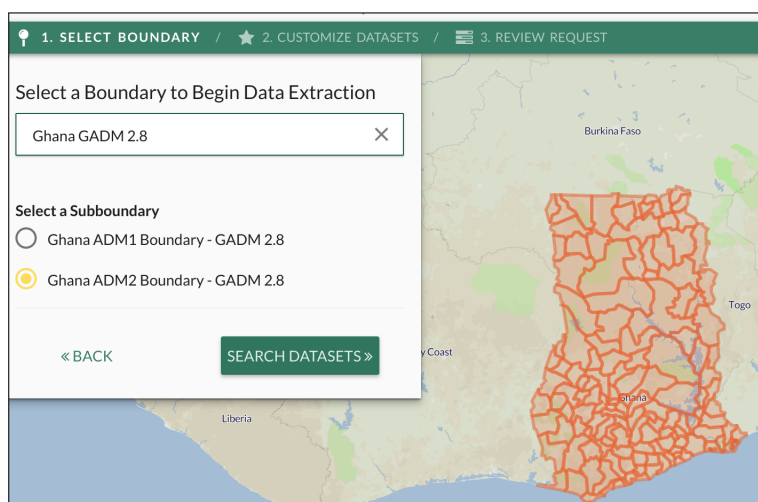 1. SELECT BOUNDARY / 2. CUSTOMIZE DATASETS / 3. REVIEW REQUEST
Select a Boundary to Begin Data Extraction
Ghana GADM 2.8
Select a Subboundary
Ghana ADM1 Boundary - GADM 2.8
Ghana ADM2 Boundary - GADM 2.8
« BACK
SEARCH DATASETS »
Burkina Faso
Togo
y Coast
Ghana
Liberia